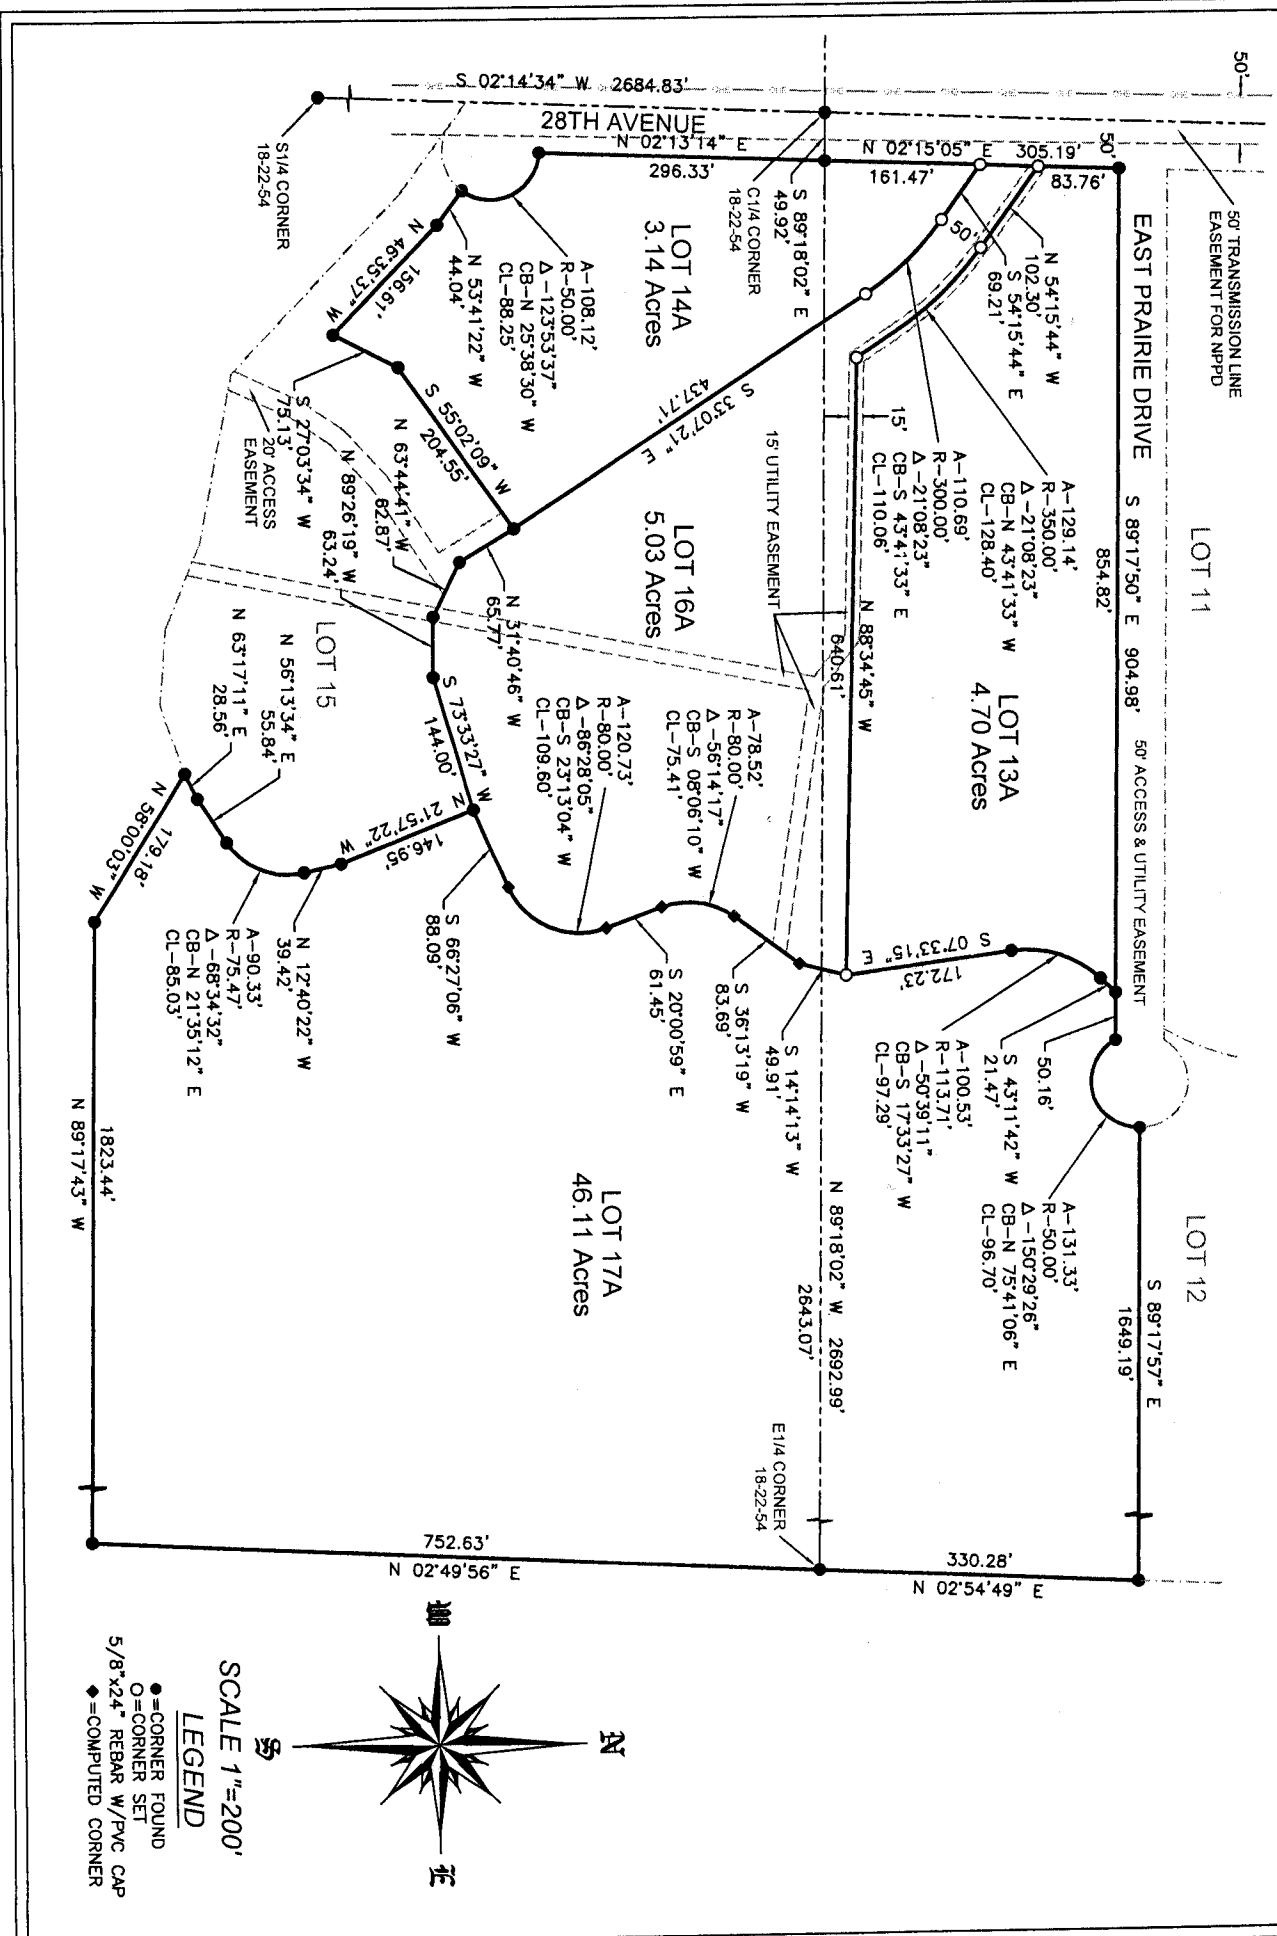 50'
50' TRANSMISSION LINE
EASEMENT FOR NPPD
LOT 11
LOT 12
EAST PRAIRIE DRIVE
S 89°17'50" E 904.98'
854.82'
50' ACCESS & UTILITY EASEMENT
S 89°17'57" E
1649.19'
S 02°14'34" W 2684.83'
28TH AVENUE
N 02°13'14" E
296.33'
N 02°15'05" E 305.19'
161.47'
83.76'
50'
S1/4 CORNER
18-22-54
C1/4 CORNER
18-22-54
S 89°18'02" E
49.92'
N 54°15'44" W
102.30'
S 54°15'44" E
69.21'
50'
A-129.14'
R-350.00'
Δ-21°08'23"
CB-N 43°41'33" W
CL-128.40'
A-110.69'
R-300.00'
Δ-21°08'23"
CB-S 43°41'33" E
CL-110.06'
15'
LOT 13A
4.70 Acres
LOT 14A
3.14 Acres
LOT 16A
5.03 Acres
LOT 15
LOT 17A
46.11 Acres
A-108.12'
R-50.00'
Δ-123°53'37"
CB-N 25°38'30" W
CL-88.25'
N 53°41'22" W
44.04'
N 46°35'37" W
156.61'
S 27°03'34" W
75.13'
20' ACCESS
EASEMENT
S 55°02'09" W
204.55'
S 33°07'21" E
437.71'
15' UTILITY EASEMENT
N 88°34'45" W
640.61'
N 63°44'41" W
62.87'
N 89°26'19" W
63.24'
N 31°40'46" W
65.77'
S 73°33'27" W
144.00'
N 21°57'22" W
146.95'
N 63°17'11" E
28.56'
N 56°13'34" E
55.84'
N 58°00'03" W
179.18'
A-90.33'
R-75.47'
Δ-68°34'32"
CB-N 21°35'12" E
CL-85.03'
N 12°40'22" W
39.42'
S 66°27'06" W
88.09'
A-120.73'
R-80.00'
Δ-86°28'05"
CB-S 23°13'04" W
CL-109.60'
A-78.52'
R-80.00'
Δ-56°14'17"
CB-S 08°06'10" W
CL-75.41'
S 20°00'59" E
61.45'
S 36°13'19" W
83.69'
S 14°14'13" W
49.91'
S 07°33'15" E
172.23'
50.16'
S 43°11'42" W
21.47'
A-100.53'
R-113.71'
Δ-50°39'11"
CB-S 17°33'27" W
CL-97.29'
A-131.33'
R-50.00'
Δ-150°29'26"
CB-N 75°41'06" E
CL-96.70'
N 89°18'02" W 2692.99'
2643.07'
E1/4 CORNER
18-22-54
1823.44'
N 89°17'43" W
752.63'
N 02°49'56" E
330.28'
N 02°54'49" E
N
W
E
S
SCALE 1"=200'
LEGEND
●=CORNER FOUND
O=CORNER SET
5/8"x24" REBAR W/PVC CAP
◆=COMPUTED CORNER